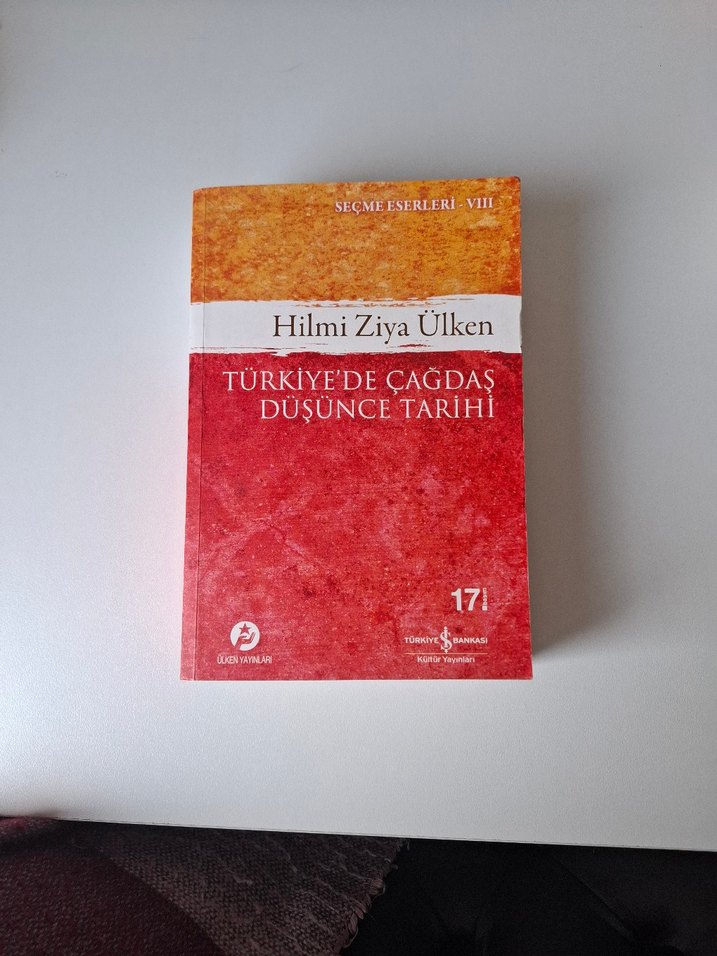 SEÇME ESERLERİ - VIII
Hilmi Ziya Ülken
TÜRKİYE'DE ÇAĞDAŞ
DÜŞÜNCE TARİHİ
17
ÜLKEN YAYINLARI
TÜRKİYE İŞ BANKASI
Kültür Yayınları